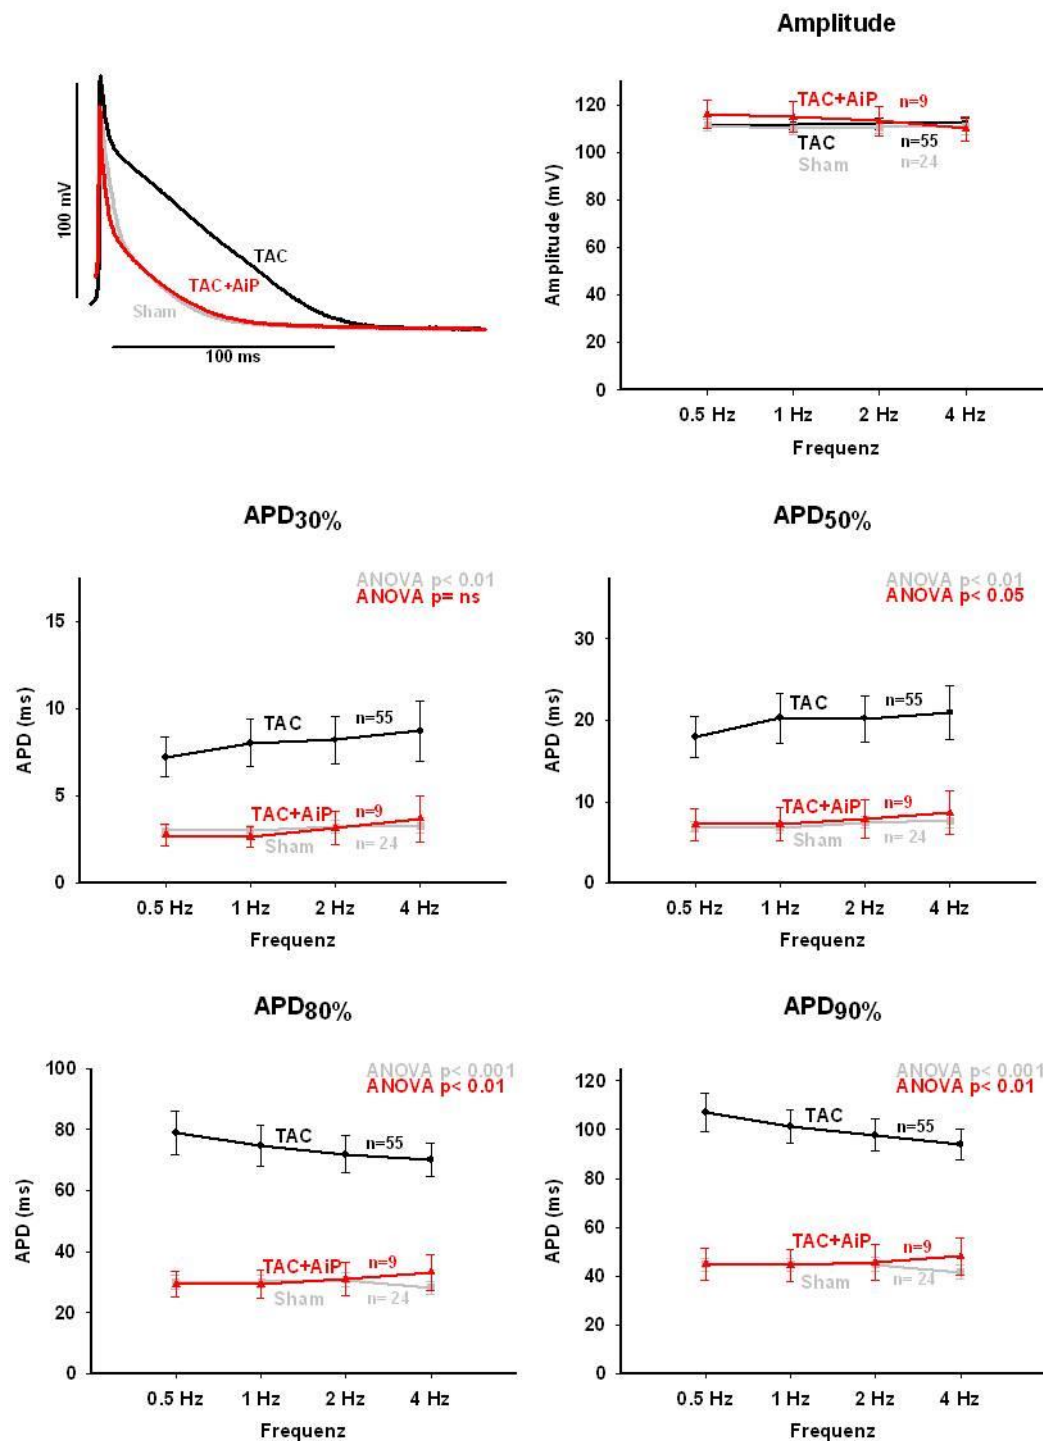 Amplitude
100 mV
TAC
TAC+AiP
Sham
100 ms
Amplitude (mV)
120
100
80
60
40
20
0
TAC+AiP n=9
TAC n=55
Sham n=24
0.5 Hz 1 Hz 2 Hz 4 Hz
Frequenz
APD30%
ANOVA p< 0.01
ANOVA p= ns
APD (ms)
15
10
5
0
TAC n=55
TAC+AiP n=9
Sham n= 24
0.5 Hz 1 Hz 2 Hz 4 Hz
Frequenz
APD50%
ANOVA p< 0.01
ANOVA p< 0.05
APD (ms)
30
20
10
0
TAC n=55
TAC+AiP n=9
Sham n= 24
0.5 Hz 1 Hz 2 Hz 4 Hz
Frequenz
APD80%
ANOVA p< 0.001
ANOVA p< 0.01
APD (ms)
100
80
60
40
20
0
TAC n=55
TAC+AiP n=9
Sham n= 24
0.5 Hz 1 Hz 2 Hz 4 Hz
Frequenz
APD90%
ANOVA p< 0.001
ANOVA p< 0.01
APD (ms)
120
100
80
60
40
20
0
TAC n=55
TAC+AiP n=9
Sham n= 24
0.5 Hz 1 Hz 2 Hz 4 Hz
Frequenz